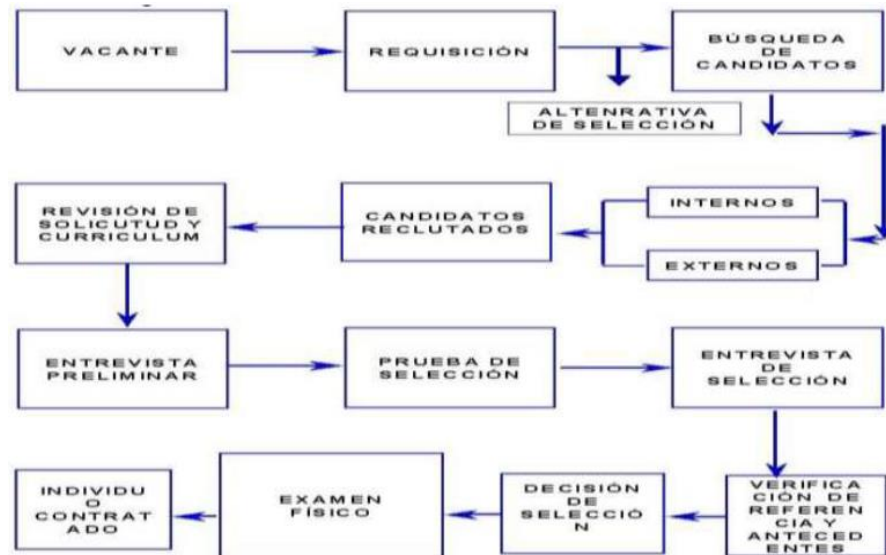 VACANTE
REQUISICIÓN
BÚSQUEDA
DE
CANDIDATOS
ALTENRATIVA
DE SELECCIÓN
REVISIÓN DE
SOLICUTUD Y
CURRICULUM
CANDIDATOS
RECLUTADOS
INTERNOS
EXTERNOS
ENTREVISTA
PRELIMINAR
PRUEBA DE
SELECCIÓN
ENTREVISTA
DE
SELECCIÓN
INDIVIDU
O
CONTRAT
ADO
EXAMEN
FÍSICO
DECISIÓN
DE
SELECCIÓ
N
VERIFICA
CIÓN DE
REFEREN
CIA Y
ANTECED
ENTES